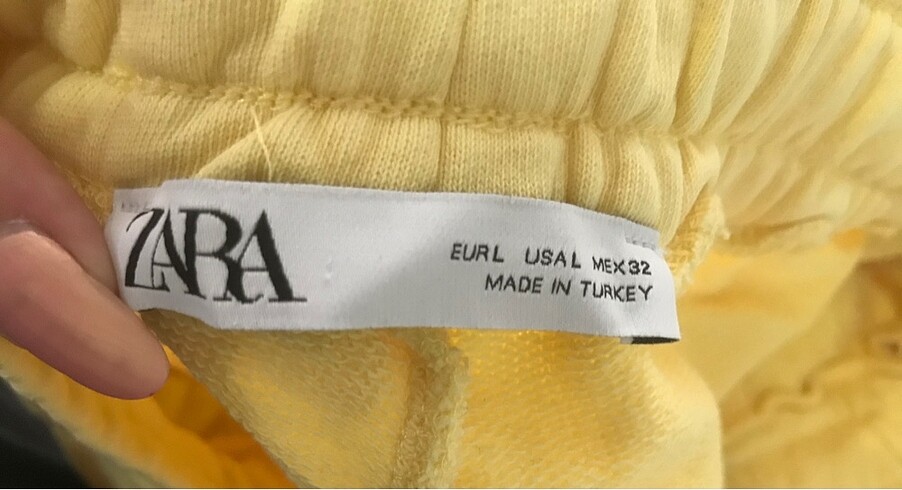 ZARA
EUR L USA L MEX 32
MADE IN TURKEY